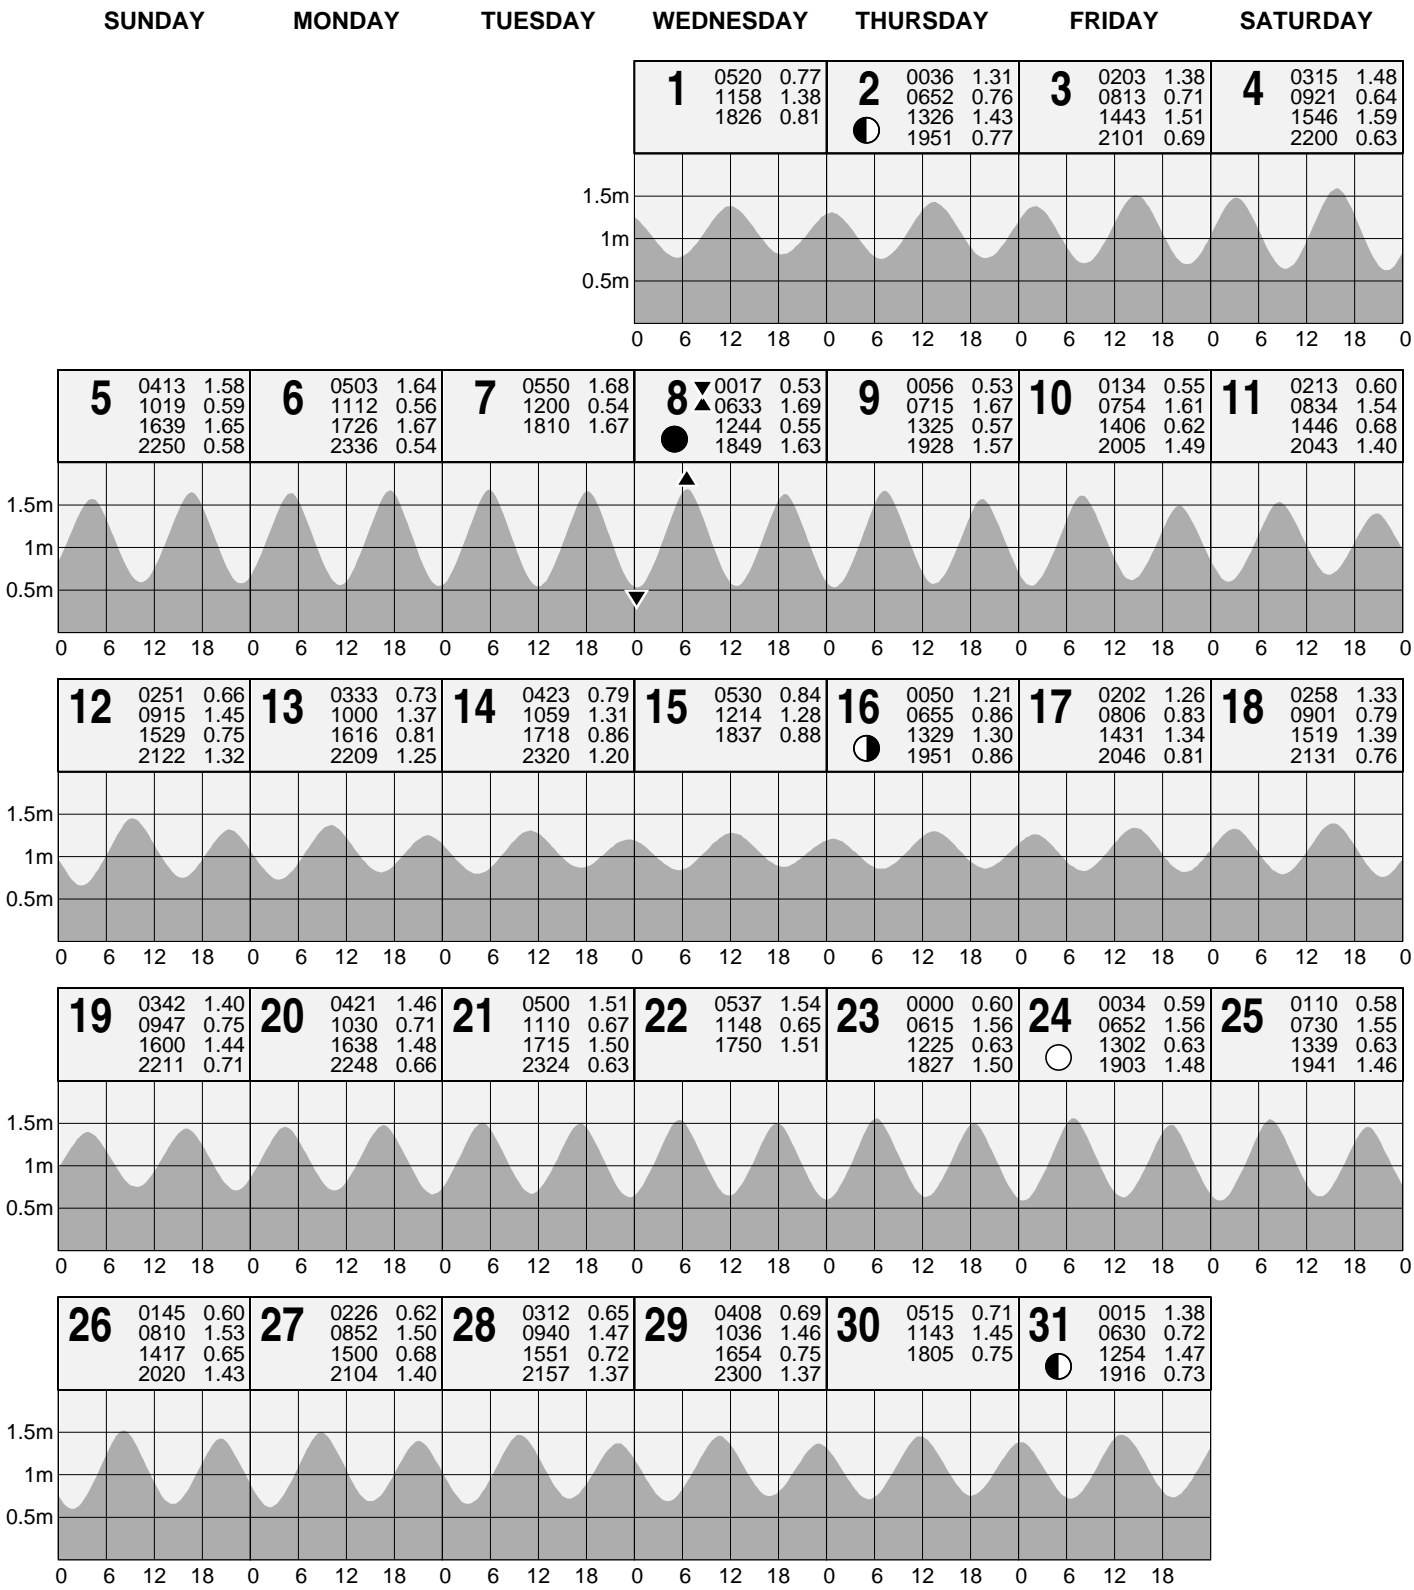 SUNDAY MONDAY TUESDAY WEDNESDAY THURSDAY FRIDAY SATURDAY
1 0520 0.77
1158 1.38
1826 0.81
2 0036 1.31
0652 0.76
1326 1.43
1951 0.77
3 0203 1.38
0813 0.71
1443 1.51
2101 0.69
4 0315 1.48
0921 0.64
1546 1.59
2200 0.63
1.5m
1m
0.5m
0 6 12 18 0 6 12 18 0 6 12 18 0 6 12 18 0
5 0413 1.58
1019 0.59
1639 1.65
2250 0.58
6 0503 1.64
1112 0.56
1726 1.67
2336 0.54
7 0550 1.68
1200 0.54
1810 1.67
8 0017 0.53
0633 1.69
1244 0.55
1849 1.63
9 0056 0.53
0715 1.67
1325 0.57
1928 1.57
10 0134 0.55
0754 1.61
1406 0.62
2005 1.49
11 0213 0.60
0834 1.54
1446 0.68
2043 1.40
1.5m
1m
0.5m
0 6 12 18 0 6 12 18 0 6 12 18 0 6 12 18 0 6 12 18 0 6 12 18 0 6 12 18 0
12 0251 0.66
0915 1.45
1529 0.75
2122 1.32
13 0333 0.73
1000 1.37
1616 0.81
2209 1.25
14 0423 0.79
1059 1.31
1718 0.86
2320 1.20
15 0530 0.84
1214 1.28
1837 0.88
16 0050 1.21
0655 0.86
1329 1.30
1951 0.86
17 0202 1.26
0806 0.83
1431 1.34
2046 0.81
18 0258 1.33
0901 0.79
1519 1.39
2131 0.76
1.5m
1m
0.5m
0 6 12 18 0 6 12 18 0 6 12 18 0 6 12 18 0 6 12 18 0 6 12 18 0 6 12 18 0
19 0342 1.40
0947 0.75
1600 1.44
2211 0.71
20 0421 1.46
1030 0.71
1638 1.48
2248 0.66
21 0500 1.51
1110 0.67
1715 1.50
2324 0.63
22 0537 1.54
1148 0.65
1750 1.51
23 0000 0.60
0615 1.56
1225 0.63
1827 1.50
24 0034 0.59
0652 1.56
1302 0.63
1903 1.48
25 0110 0.58
0730 1.55
1339 0.63
1941 1.46
1.5m
1m
0.5m
0 6 12 18 0 6 12 18 0 6 12 18 0 6 12 18 0 6 12 18 0 6 12 18 0 6 12 18 0
26 0145 0.60
0810 1.53
1417 0.65
2020 1.43
27 0226 0.62
0852 1.50
1500 0.68
2104 1.40
28 0312 0.65
0940 1.47
1551 0.72
2157 1.37
29 0408 0.69
1036 1.46
1654 0.75
2300 1.37
30 0515 0.71
1143 1.45
1805 0.75
31 0015 1.38
0630 0.72
1254 1.47
1916 0.73
1.5m
1m
0.5m
0 6 12 18 0 6 12 18 0 6 12 18 0 6 12 18 0 6 12 18 0 6 12 18